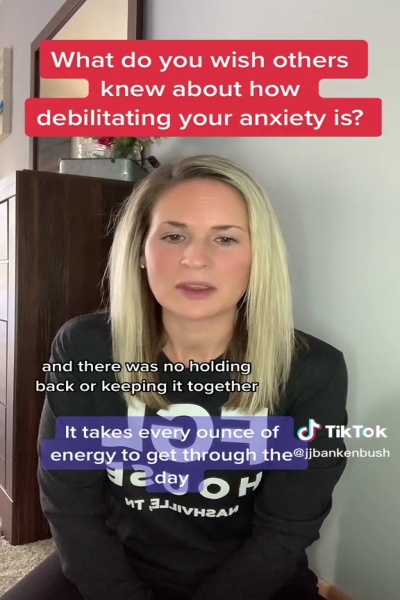 What do you wish others
knew about how
debilitating your anxiety is?
and there was no holding
back or keeping it together
It takes every ounce of
energy to get through the
day
TikTok
@jjbankenbush
HOUSE
NASHVILLE, TN